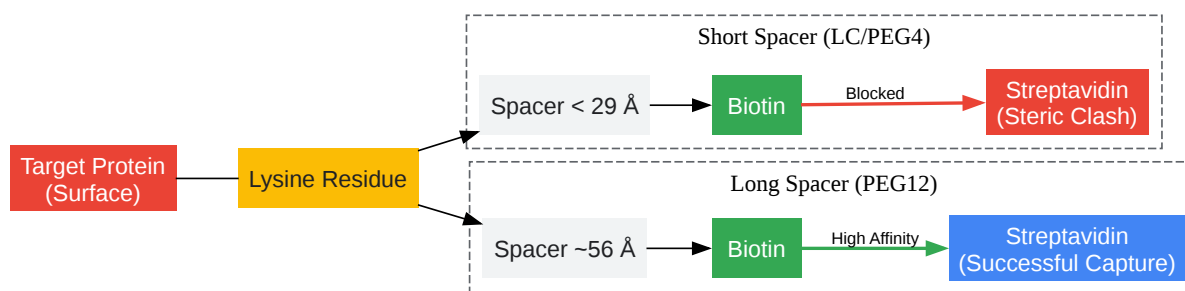 Short Spacer (LC/PEG4)
Spacer < 29 Å
Biotin
Blocked
Streptavidin
(Steric Clash)
Target Protein
(Surface)
Lysine Residue
Long Spacer (PEG12)
Spacer ~56 Å
Biotin
High Affinity
Streptavidin
(Successful Capture)